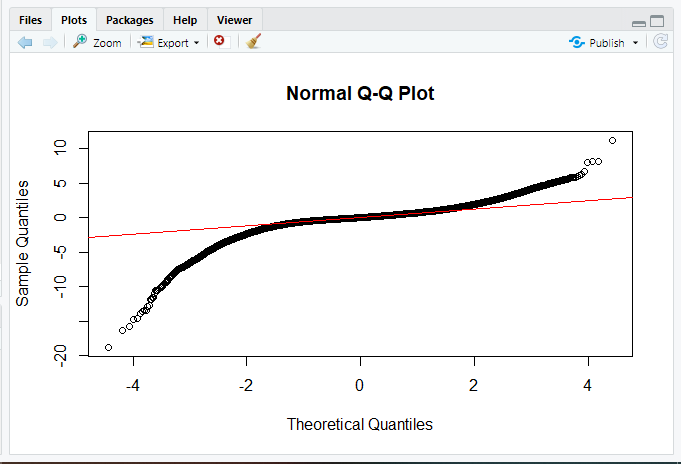 Files Plots Packages Help Viewer
Zoom Export Publish
Normal Q-Q Plot
Sample Quantiles
10
5
0
-5
-10
-20
-4 -2 0 2 4
Theoretical Quantiles